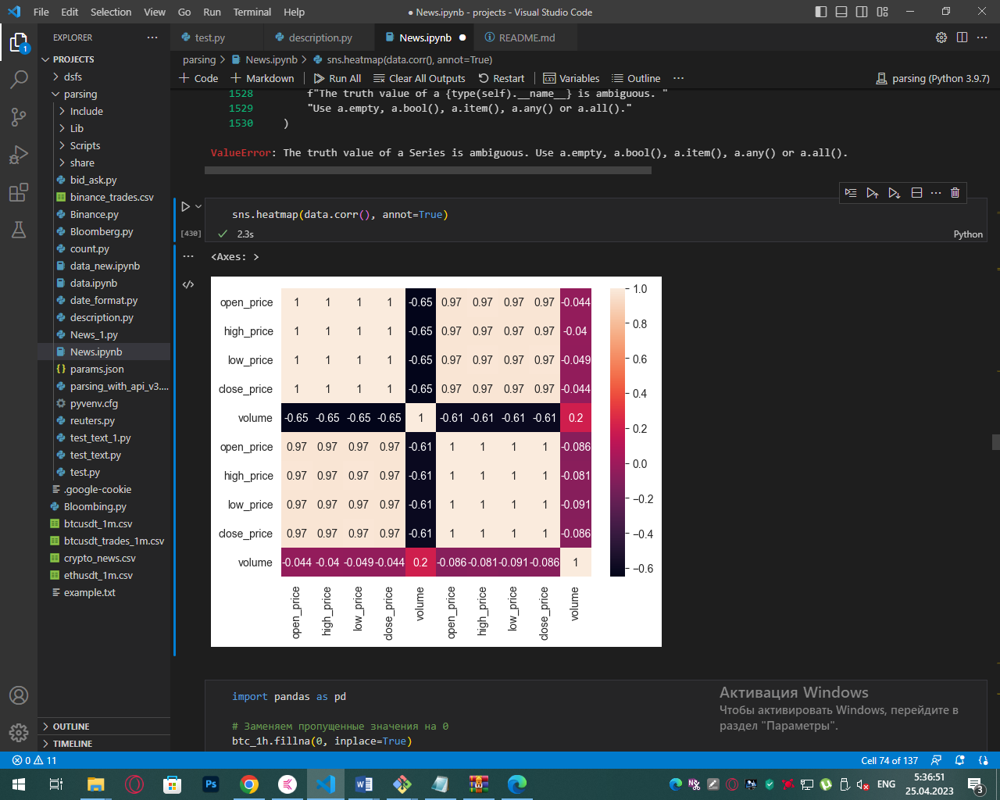 File Edit Selection View Go Run Terminal Help ● News.ipynb - projects - Visual Studio Code
EXPLORER ···
test.py description.py News.ipynb README.md
PROJECTS
parsing > News.ipynb > sns.heatmap(data.corr(), annot=True)
+ Code + Markdown Run All Clear All Outputs Restart Variables Outline ··· parsing (Python 3.9.7)
1
dsfs
parsing
Include
Lib
Scripts
share
bid_ask.py
binance_trades.csv
Binance.py
Bloomberg.py
count.py
data_new.ipynb
data.ipynb
date_format.py
description.py
News_1.py
News.ipynb
params.json
parsing_with_api_v3....
pyvenv.cfg
reuters.py
test_text_1.py
test_text.py
test.py
.google-cookie
Bloombing.py
btcusdt_1m.csv
btcusdt_trades_1m.csv
crypto_news.csv
ethusdt_1m.csv
example.txt
OUTLINE
TIMELINE
1528 f"The truth value of a {type(self).__name__} is ambiguous. "
1529 "Use a.empty, a.bool(), a.item(), a.any() or a.all()."
1530 )
ValueError: The truth value of a Series is ambiguous. Use a.empty, a.bool(), a.item(), a.any() or a.all().
sns.heatmap(data.corr(), annot=True)
[430] 2.3s Python
<Axes: >
open_price 1 1 1 1 -0.65 0.97 0.97 0.97 0.97 -0.044
high_price 1 1 1 1 -0.65 0.97 0.97 0.97 0.97 -0.04
low_price 1 1 1 1 -0.65 0.97 0.97 0.97 0.97 -0.049
close_price 1 1 1 1 -0.65 0.97 0.97 0.97 0.97 -0.044
volume -0.65 -0.65 -0.65 -0.65 1 -0.61 -0.61 -0.61 -0.61 0.2
open_price 0.97 0.97 0.97 0.97 -0.61 1 1 1 1 -0.086
high_price 0.97 0.97 0.97 0.97 -0.61 1 1 1 1 -0.081
low_price 0.97 0.97 0.97 0.97 -0.61 1 1 1 1 -0.091
close_price 0.97 0.97 0.97 0.97 -0.61 1 1 1 1 -0.086
volume -0.044 -0.04 -0.049 -0.044 0.2 -0.086 -0.081 -0.091 -0.086 1
open_price high_price low_price close_price volume open_price high_price low_price close_price volume
1.0
0.8
0.6
0.4
0.2
0.0
−0.2
−0.4
−0.6
import pandas as pd
# Заменяем пропущенные значения на 0
btc_1h.fillna(0, inplace=True)
Активация Windows
Чтобы активировать Windows, перейдите в
раздел "Параметры".
0 11 Cell 74 of 137
Ps ENG 5:36:51
25.04.2023
3